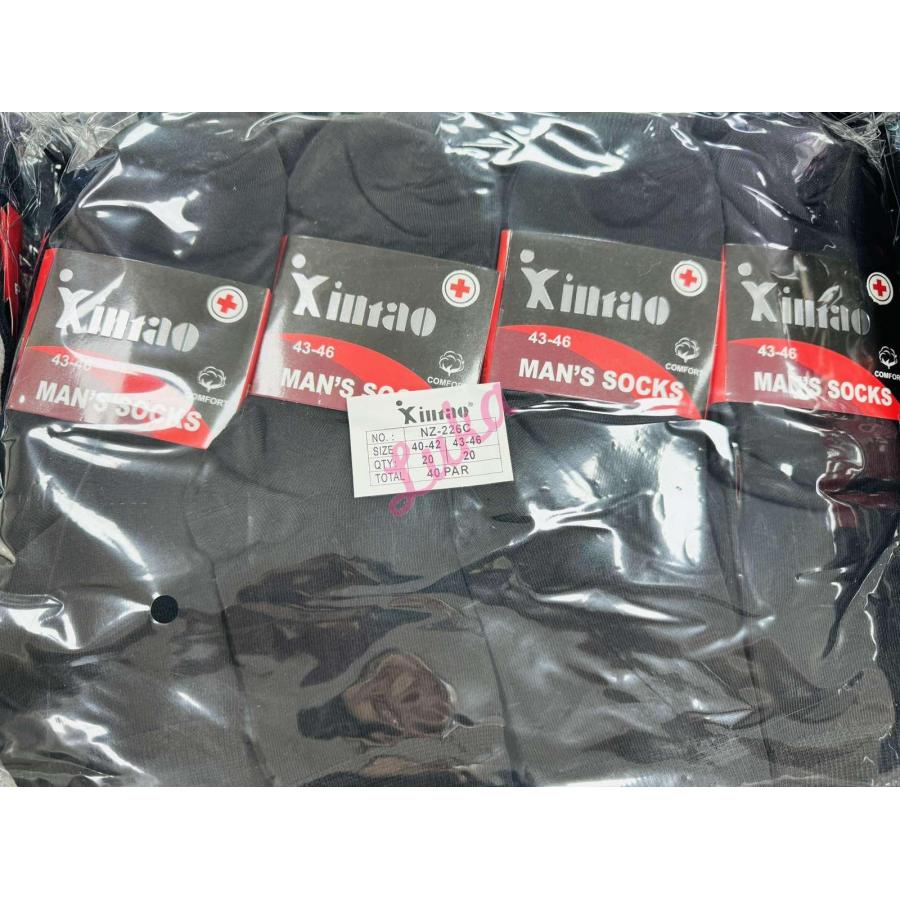 Xintao
43-46
MAN'S SOCKS
COMFORT
Xintao
43-46
MAN'S SOCKS
COMFORT
Xintao
43-46
MAN'S SOCKS
COMFORT
Xintao
43-46
MAN'S SOCKS
COMFORT
Xintao®
NO.: NZ-226C
SIZE 40-42 43-46
QTY 20 20
TOTAL 40 PAR
Luna